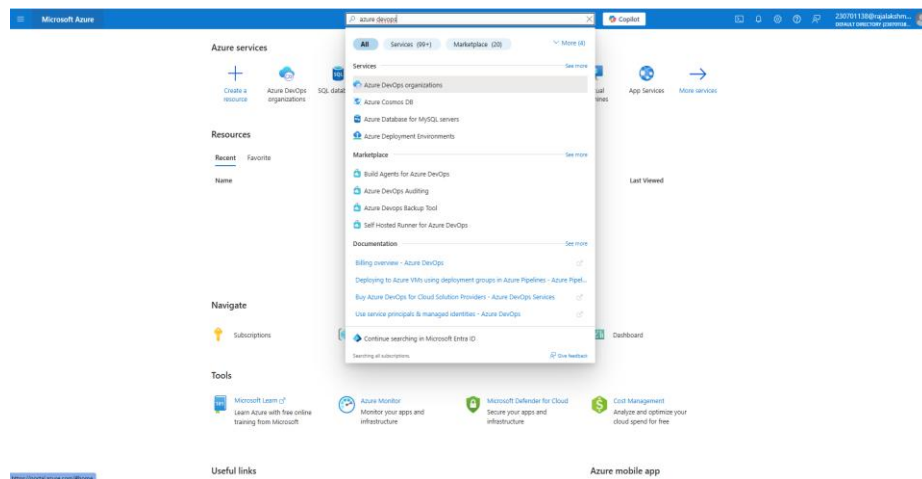 Microsoft Azure
azure devops
Copilot
230701138@rajalakshm...
DEFAULT DIRECTORY
Azure services
Create a resource
Azure DevOps organizations
SQL datab
App Services
More services
All
Services (99+)
Marketplace (20)
More (4)
Services
See more
Azure DevOps organizations
Azure Cosmos DB
Azure Database for MySQL servers
Azure Deployment Environments
Marketplace
See more
Build Agents for Azure DevOps
Azure DevOps Auditing
Azure Devops Backup Tool
Self Hosted Runner for Azure DevOps
Documentation
See more
Billing overview - Azure DevOps
Deploying to Azure VMs using deployment groups in Azure Pipelines - Azure Pipel...
Buy Azure DevOps for Cloud Solution Providers - Azure DevOps Services
Use service principals & managed identities - Azure DevOps
Continue searching in Microsoft Entra ID
Searching all subscriptions.
Give feedback
Resources
Recent
Favorite
Name
Last Viewed
Navigate
Subscriptions
Dashboard
Tools
Microsoft Learn
Learn Azure with free online training from Microsoft
Azure Monitor
Monitor your apps and infrastructure
Microsoft Defender for Cloud
Secure your apps and infrastructure
Cost Management
Analyze and optimize your cloud spend for free
Useful links
Azure mobile app